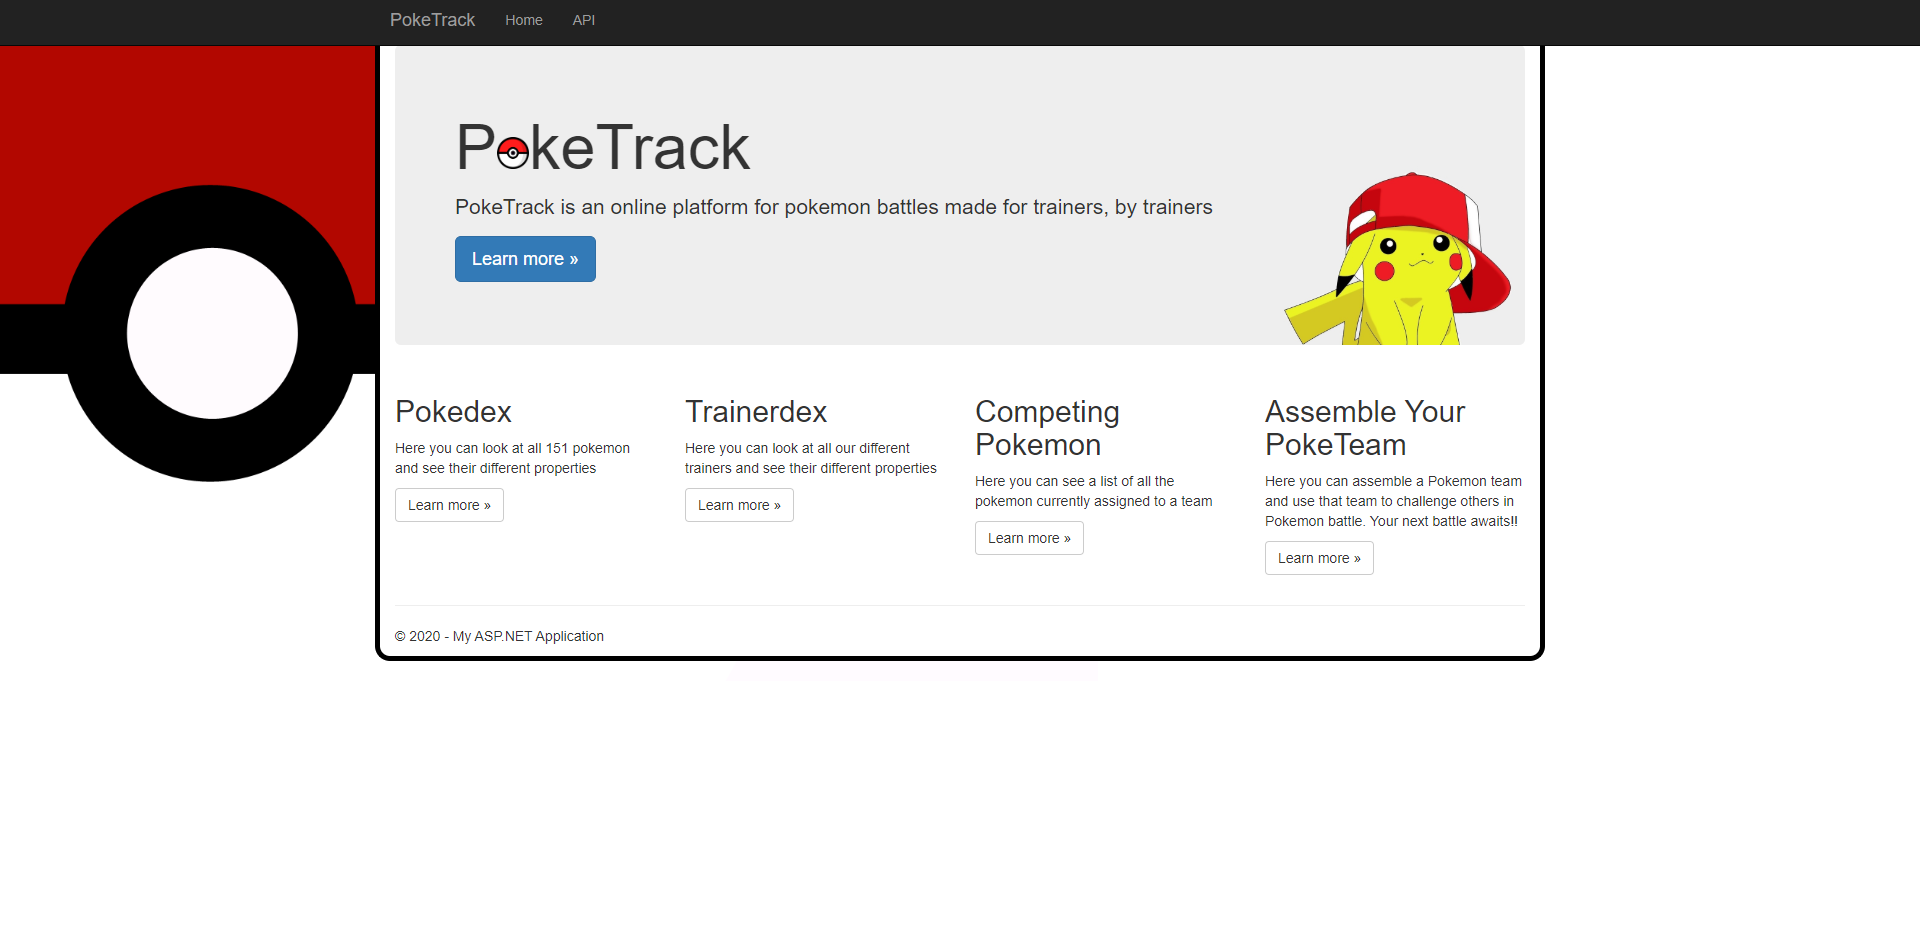 PokeTrack Home API
PokeTrack
PokeTrack is an online platform for pokemon battles made for trainers, by trainers
Learn more »
Pokedex
Here you can look at all 151 pokemon
and see their different properties
Learn more »
Trainerdex
Here you can look at all our different
trainers and see their different properties
Learn more »
Competing
Pokemon
Here you can see a list of all the
pokemon currently assigned to a team
Learn more »
Assemble Your
PokeTeam
Here you can assemble a Pokemon team
and use that team to challenge others in
Pokemon battle. Your next battle awaits!!
Learn more »
© 2020 - My ASP.NET Application